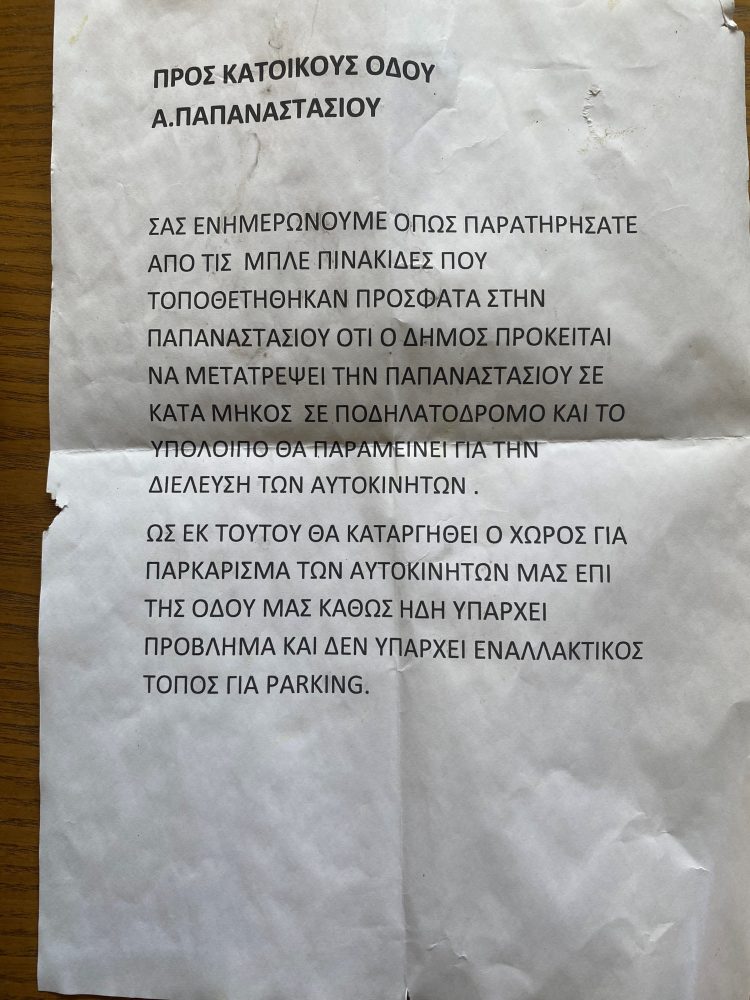 ΠΡΟΣ ΚΑΤΟΙΚΟΥΣ ΟΔΟΥ
Α.ΠΑΠΑΝΑΣΤΑΣΙΟΥ
ΣΑΣ ΕΝΗΜΕΡΩΝΟΥΜΕ ΟΠΩΣ ΠΑΡΑΤΗΡΗΣΑΤΕ
ΑΠΟ ΤΙΣ ΜΠΛΕ ΠΙΝΑΚΙΔΕΣ ΠΟΥ
ΤΟΠΟΘΕΤΗΘΗΚΑΝ ΠΡΟΣΦΑΤΑ ΣΤΗΝ
ΠΑΠΑΝΑΣΤΑΣΙΟΥ ΟΤΙ Ο ΔΗΜΟΣ ΠΡΟΚΕΙΤΑΙ
ΝΑ ΜΕΤΑΤΡΕΨΕΙ ΤΗΝ ΠΑΠΑΝΑΣΤΑΣΙΟΥ ΣΕ
ΚΑΤΑ ΜΗΚΟΣ ΣΕ ΠΟΔΗΛΑΤΟΔΡΟΜΟ ΚΑΙ ΤΟ
ΥΠΟΛΟΙΠΟ ΘΑ ΠΑΡΑΜΕΙΝΕΙ ΓΙΑ ΤΗΝ
ΔΙΕΛΕΥΣΗ ΤΩΝ ΑΥΤΟΚΙΝΗΤΩΝ .
ΩΣ ΕΚ ΤΟΥΤΟΥ ΘΑ ΚΑΤΑΡΓΗΘΕΙ Ο ΧΩΡΟΣ ΓΙΑ
ΠΑΡΚΑΡΙΣΜΑ ΤΩΝ ΑΥΤΟΚΙΝΗΤΩΝ ΜΑΣ ΕΠΙ
ΤΗΣ ΟΔΟΥ ΜΑΣ ΚΑΘΩΣ ΗΔΗ ΥΠΑΡΧΕΙ
ΠΡΟΒΛΗΜΑ ΚΑΙ ΔΕΝ ΥΠΑΡΧΕΙ ΕΝΑΛΛΑΚΤΙΚΟΣ
ΤΟΠΟΣ ΓΙΑ PARKING.